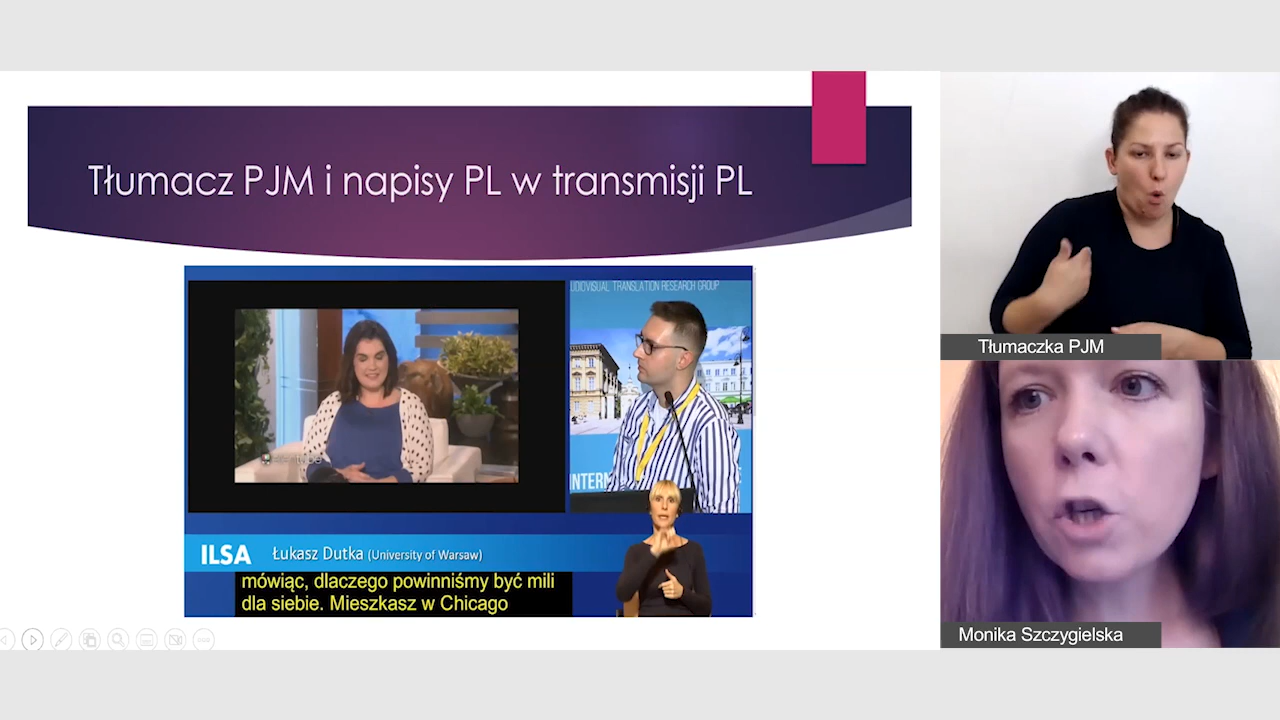 Tłumacz PJM i napisy PL w transmisji PL
UDIOVISUAL TRANSLATION RESEARCH GROUP
INTERN
ILSA
Łukasz Dutka (University of Warsaw)
mówiąc, dlaczego powinniśmy być mili
dla siebie. Mieszkasz w Chicago
Tłumaczka PJM
Monika Szczygielska